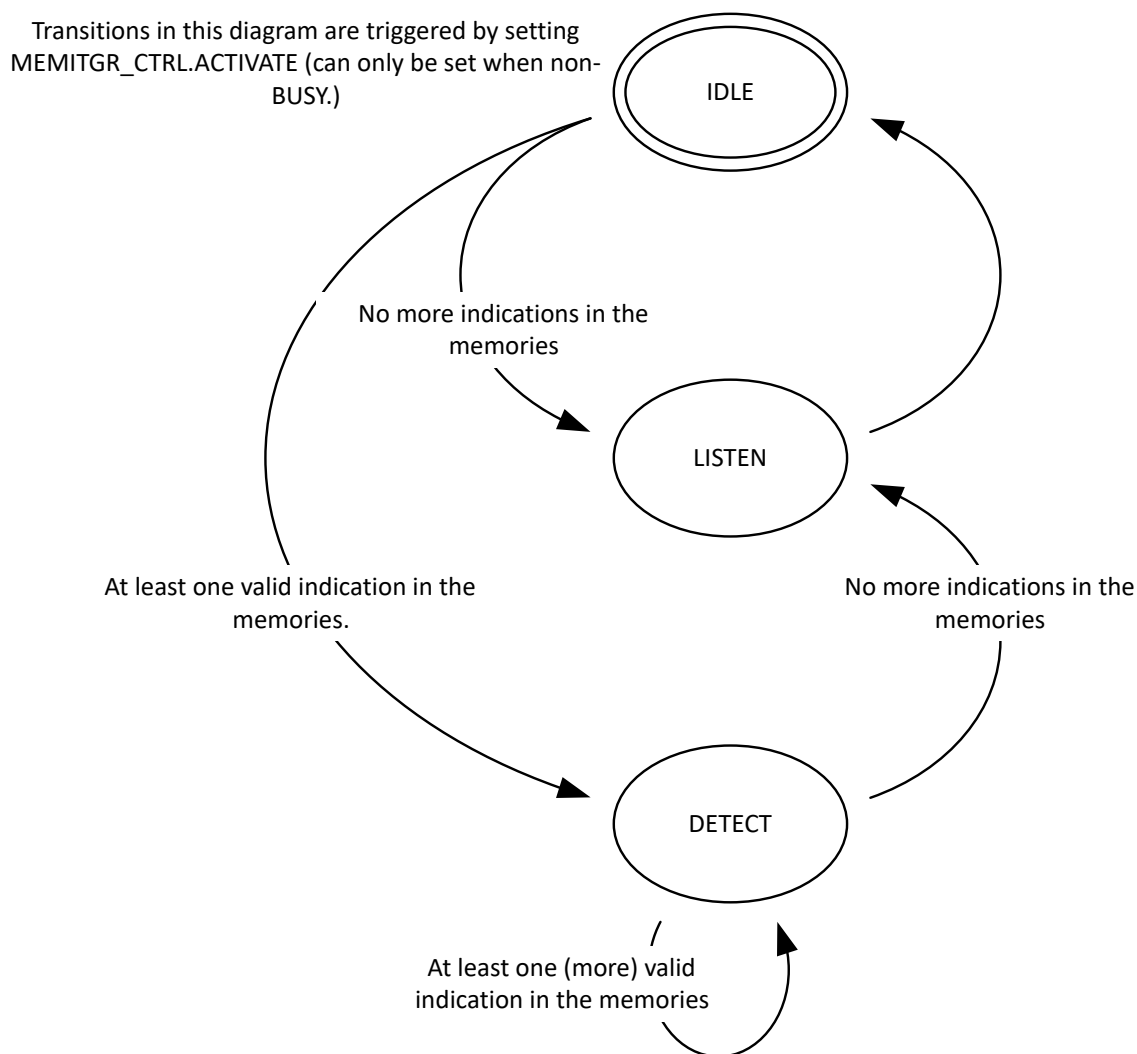 Transitions in this diagram are triggered by setting
MEMITGR_CTRL.ACTIVATE (can only be set when non-
BUSY.)
IDLE
No more indications in the
memories
LISTEN
At least one valid indication in the
memories.
No more indications in the
memories
DETECT
At least one (more) valid
indication in the memories